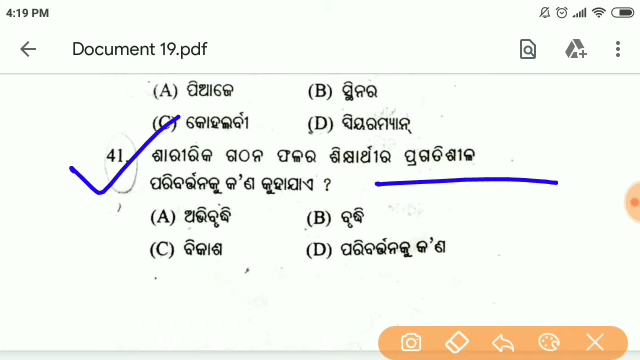 4:19 PM
Document 19.pdf
(A) ପିଆଜେ (B) ସ୍କିନର
(C) କୋହଲବର୍ଗ (D) ସ୍ପିୟରମ୍ୟାନ୍
41. ଶାରୀରିକ ଗଠନ ଫଳର ଶିକ୍ଷାର୍ଥୀର ପ୍ରଗତିଶୀଳ
ପରିବର୍ତ୍ତନକୁ କ'ଣ କୁହାଯାଏ ?
(A) ଅଭିବୃଦ୍ଧି (B) ବୃଦ୍ଧି
(C) ବିକାଶ (D) ପରିବର୍ତ୍ତନକୁ କ'ଣ